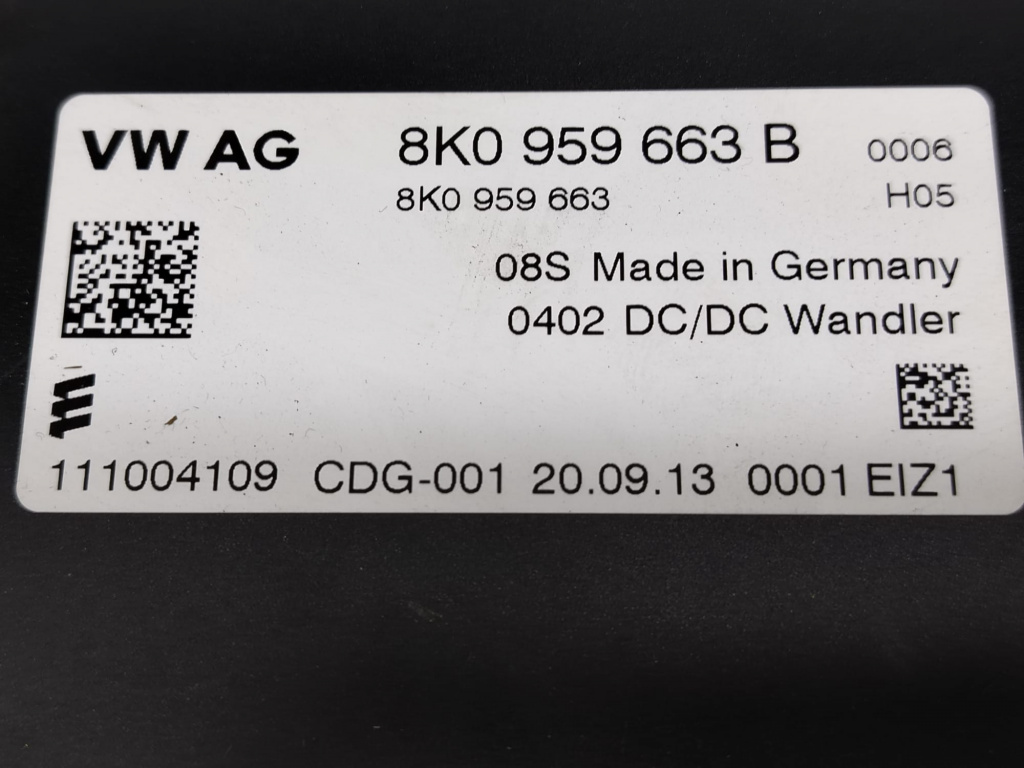 VW AG 8K0 959 663 B 0006
8K0 959 663 H05
08S Made in Germany
0402 DC/DC Wandler
111004109 CDG-001 20.09.13 0001 EIZ1